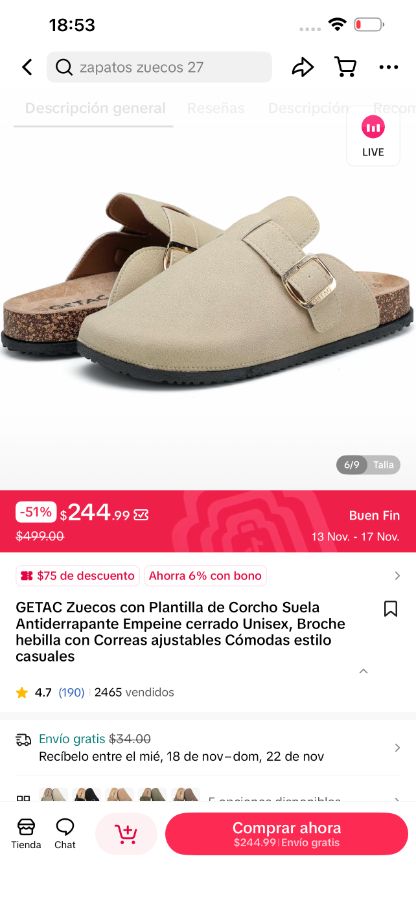 18:53
zapatos zuecos 27
Descripción general Reseñas Descripción Recom
LIVE
GETAC
6/9 Talla
-51% $244.99
Buen Fin
$499.00
13 Nov. - 17 Nov.
$75 de descuento Ahorra 6% con bono
GETAC Zuecos con Plantilla de Corcho Suela
Antiderrapante Empeine cerrado Unisex, Broche
hebilla con Correas ajustables Cómodas estilo
casuales
4.7 (190) 2465 vendidos
Envío gratis $34.00
Recíbelo entre el mié, 18 de nov–dom, 22 de nov
5 opciones disponibles
Tienda Chat
Comprar ahora
$244.99 | Envío gratis